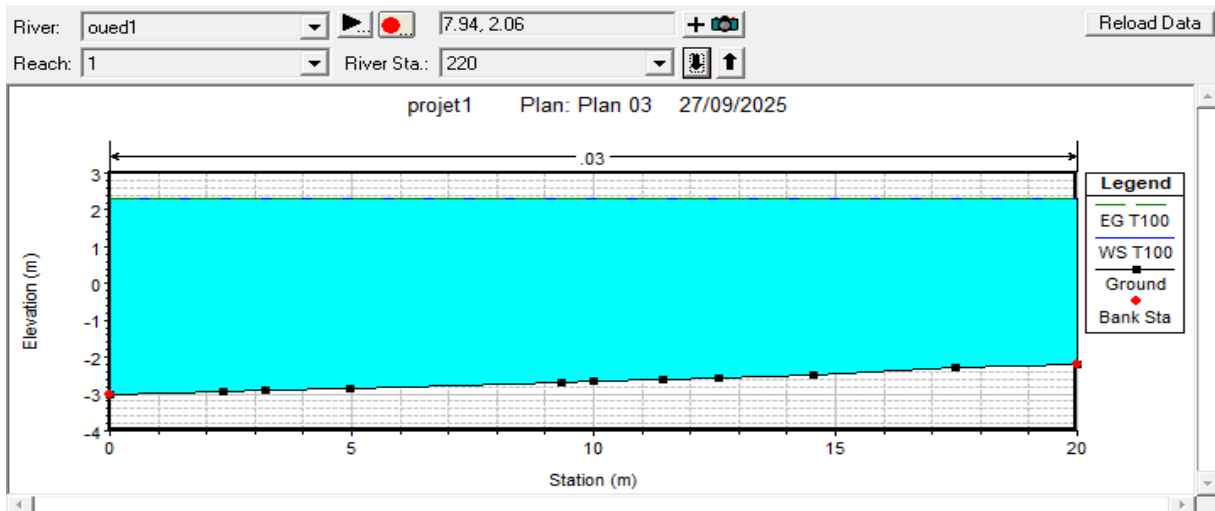 River: oued1 ... ... 7.94, 2.06 + Reload Data
Reach: 1 River Sta.: 220
projet1 Plan: Plan 03 27/09/2025
.03
3
2
1
0
-1
-2
-3
-4
Elevation (m)
0 5 10 15 20
Station (m)
Legend
EG T100
WS T100
Ground
Bank Sta